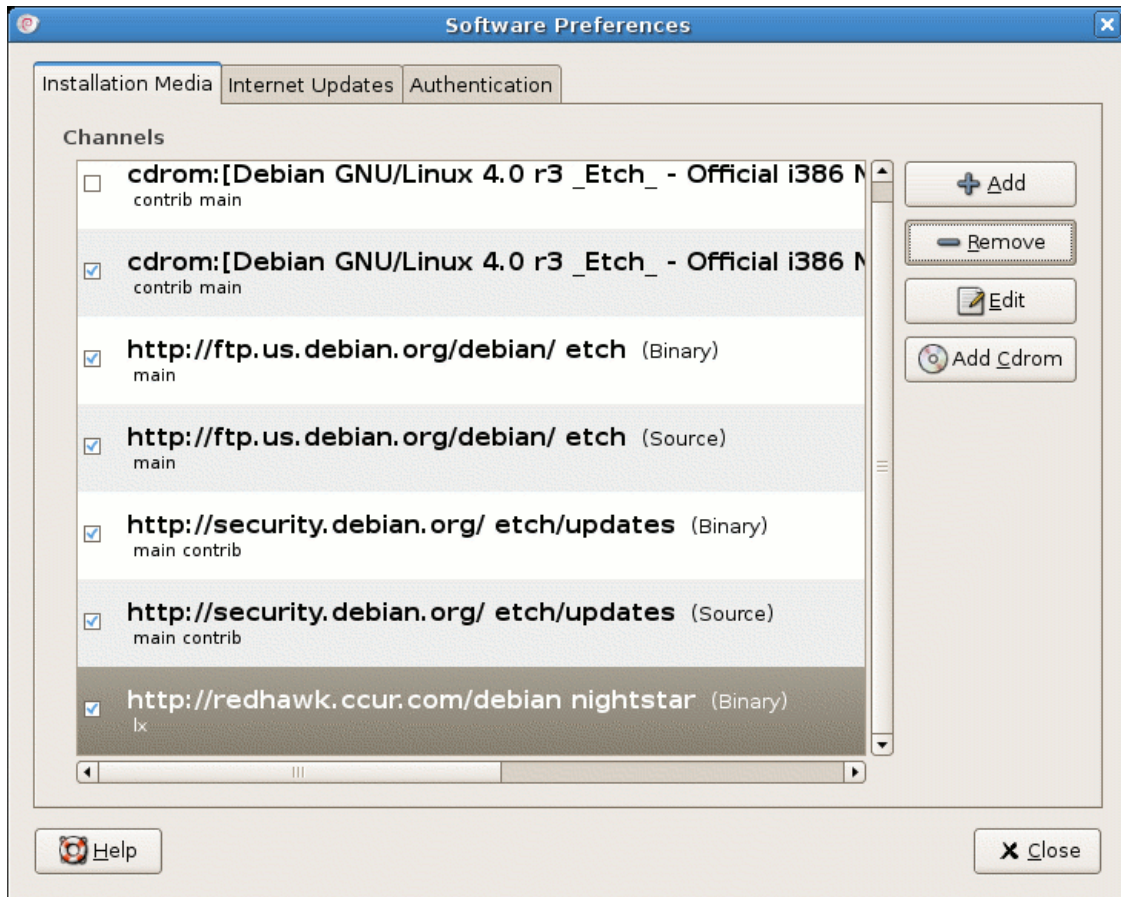 Software Preferences
Installation Media Internet Updates Authentication
Channels
cdrom:[Debian GNU/Linux 4.0 r3 _Etch_ - Official i386 N
contrib main
cdrom:[Debian GNU/Linux 4.0 r3 _Etch_ - Official i386 N
contrib main
http://ftp.us.debian.org/debian/ etch (Binary)
main
http://ftp.us.debian.org/debian/ etch (Source)
main
http://security.debian.org/ etch/updates (Binary)
main contrib
http://security.debian.org/ etch/updates (Source)
main contrib
http://redhawk.ccur.com/debian nightstar (Binary)
lx
Add
Remove
Edit
Add Cdrom
Help
Close